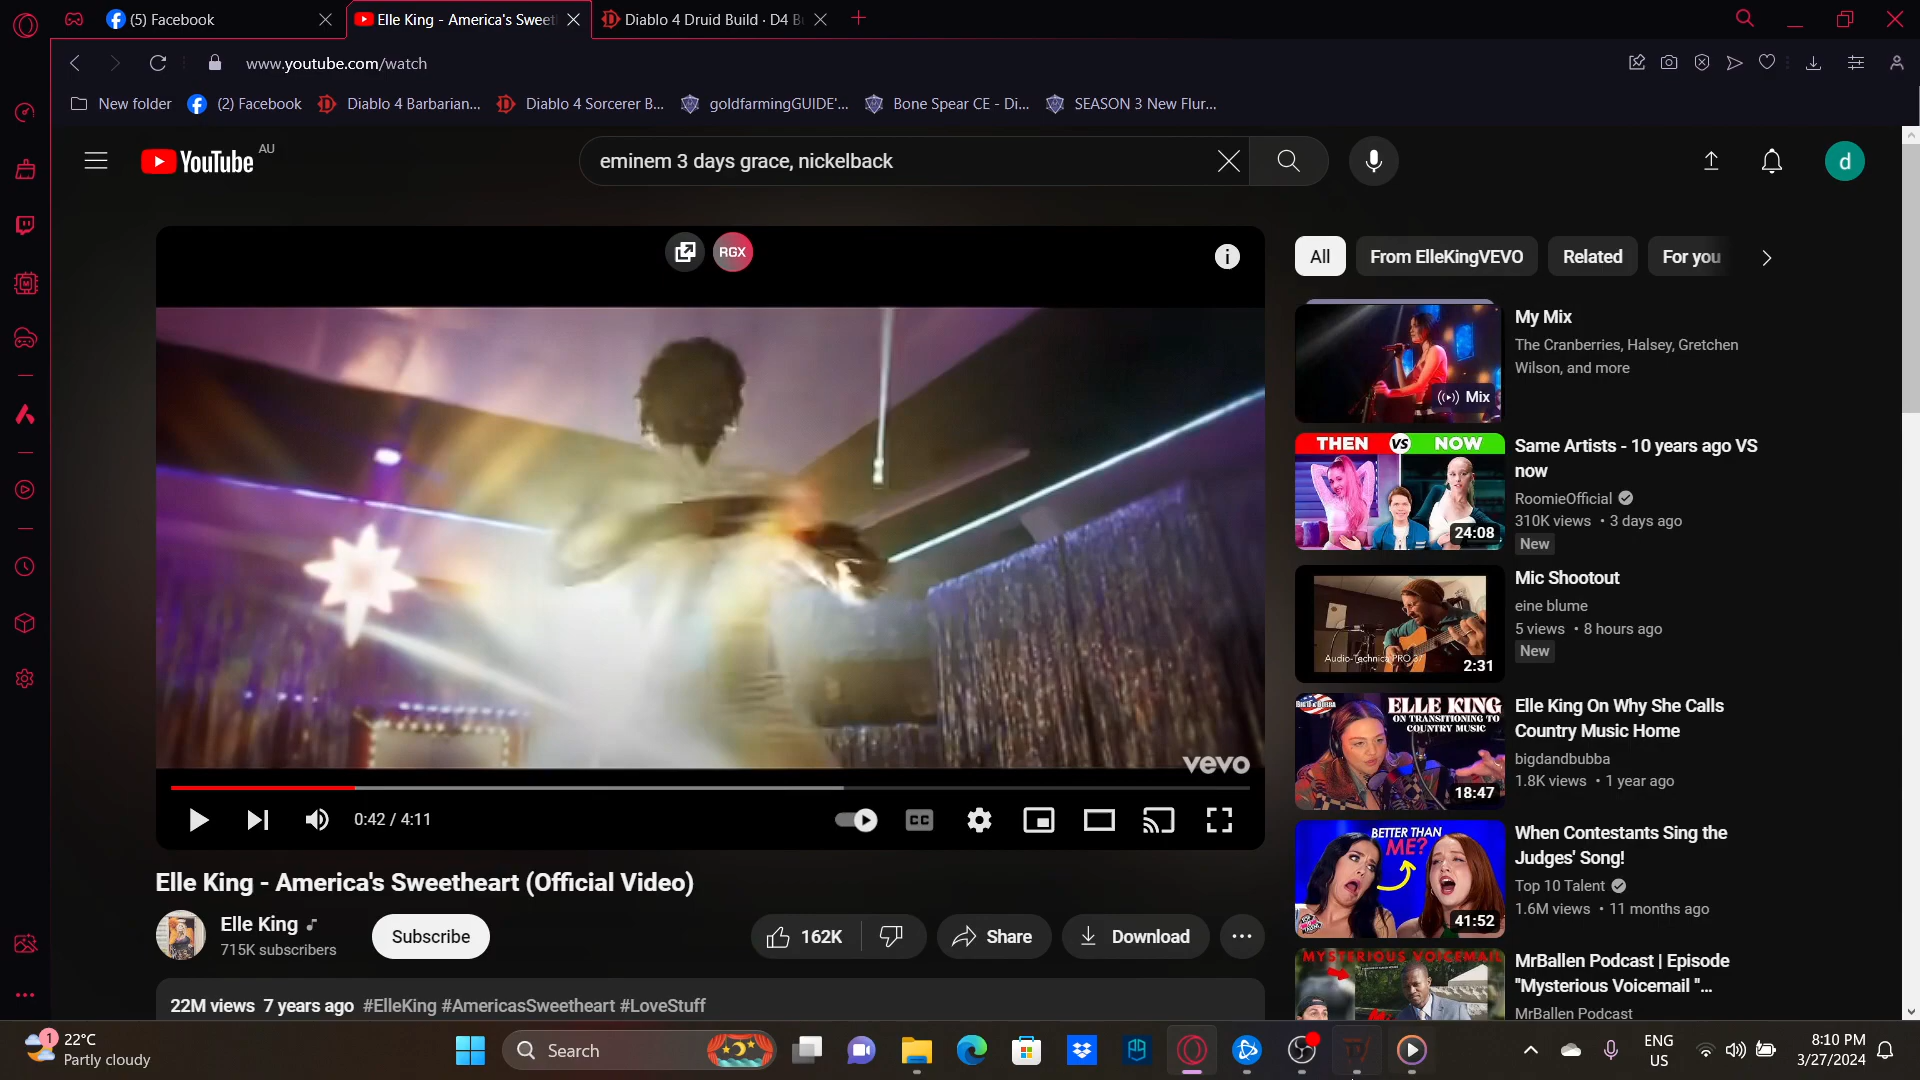 (5) Facebook
Elle King - America's Sweet
Diablo 4 Druid Build · D4 B
www.youtube.com/watch
New folder
(2) Facebook
Diablo 4 Barbarian...
Diablo 4 Sorcerer B...
goldfarmingGUIDE'...
Bone Spear CE - Di...
SEASON 3 New Flur...
YouTube AU
eminem 3 days grace, nickelback
d
RGX
i
All
From ElleKingVEVO
Related
For you
My Mix
The Cranberries, Halsey, Gretchen
Wilson, and more
Mix
THEN VS NOW
24:08
Same Artists - 10 years ago VS
now
RoomieOfficial
310K views • 3 days ago
New
Audio-Technica PRO 37
2:31
Mic Shootout
eine blume
5 views • 8 hours ago
New
ELLE KING
ON TRANSITIONING TO
COUNTRY MUSIC
18:47
Elle King On Why She Calls
Country Music Home
bigdandbubba
1.8K views • 1 year ago
BETTER THAN
ME?
41:52
When Contestants Sing the
Judges' Song!
Top 10 Talent
1.6M views • 11 months ago
MYSTERIOUS VOICEMAIL
MrBallen Podcast | Episode
"Mysterious Voicemail "...
MrBallen Podcast
vevo
0:42 / 4:11
CC
Elle King - America's Sweetheart (Official Video)
Elle King
715K subscribers
Subscribe
162K
Share
Download
22M views 7 years ago #ElleKing #AmericasSweetheart #LoveStuff
1
22°C
Partly cloudy
Search
ENG
US
8:10 PM
3/27/2024